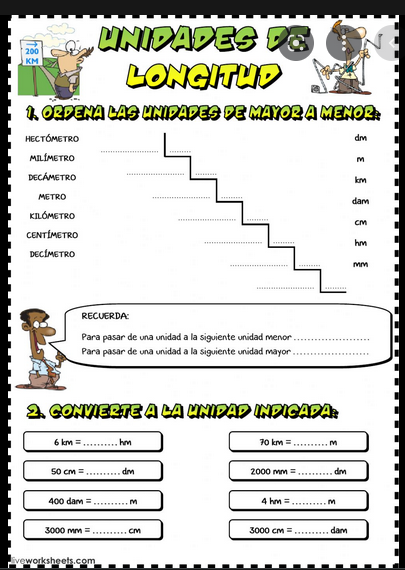 200
KM
UNIDADES DE
LONGITUD
1. ORDENA LAS UNIDADES DE MAYOR A MENOR:
HECTÓMETRO
MILÍMETRO
DECÁMETRO
METRO
KILÓMETRO
CENTÍMETRO
DECÍMETRO
dm
m
km
dam
cm
hm
mm
RECUERDA:
Para pasar de una unidad a la siguiente unidad menor ......................
Para pasar de una unidad a la siguiente unidad mayor ......................
2. CONVIERTE A LA UNIDAD INDICADA:
6 km = .......... hm
70 km = .......... m
50 cm = .......... dm
2000 mm = .......... dm
400 dam = .......... m
4 hm = .......... m
3000 mm = .......... cm
3000 cm = .......... dam
liveworksheets.com